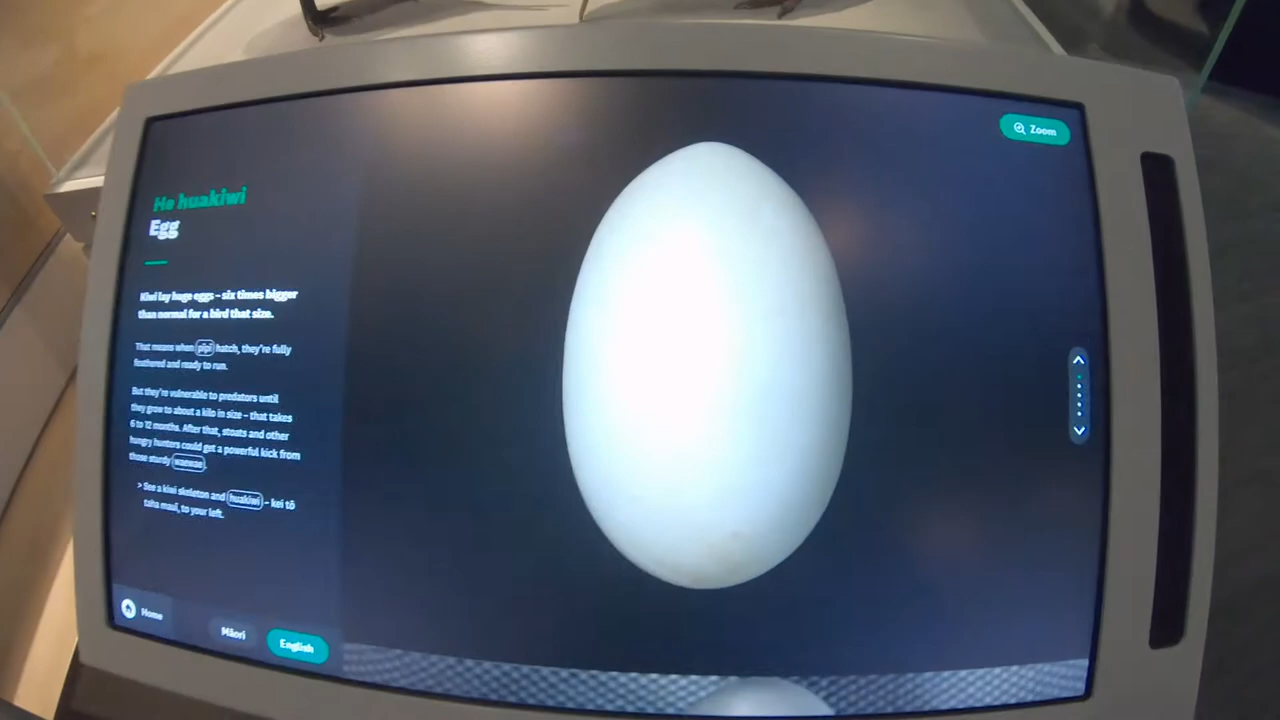 He huakiwi
Egg
Kiwi lay huge eggs – six times bigger
than normal for a bird that size.
That means when pīpī hatch, they're fully
feathered and ready to run.
But they're vulnerable to predators until
they grow to about a kilo in size – that takes
6 to 12 months. After that, stoats and other
hungry hunters could get a powerful kick from
those sturdy waewae.
> See a kiwi skeleton and huakiwi – kei tō
taha mauī, to your left.
Home
Māori
English
Zoom